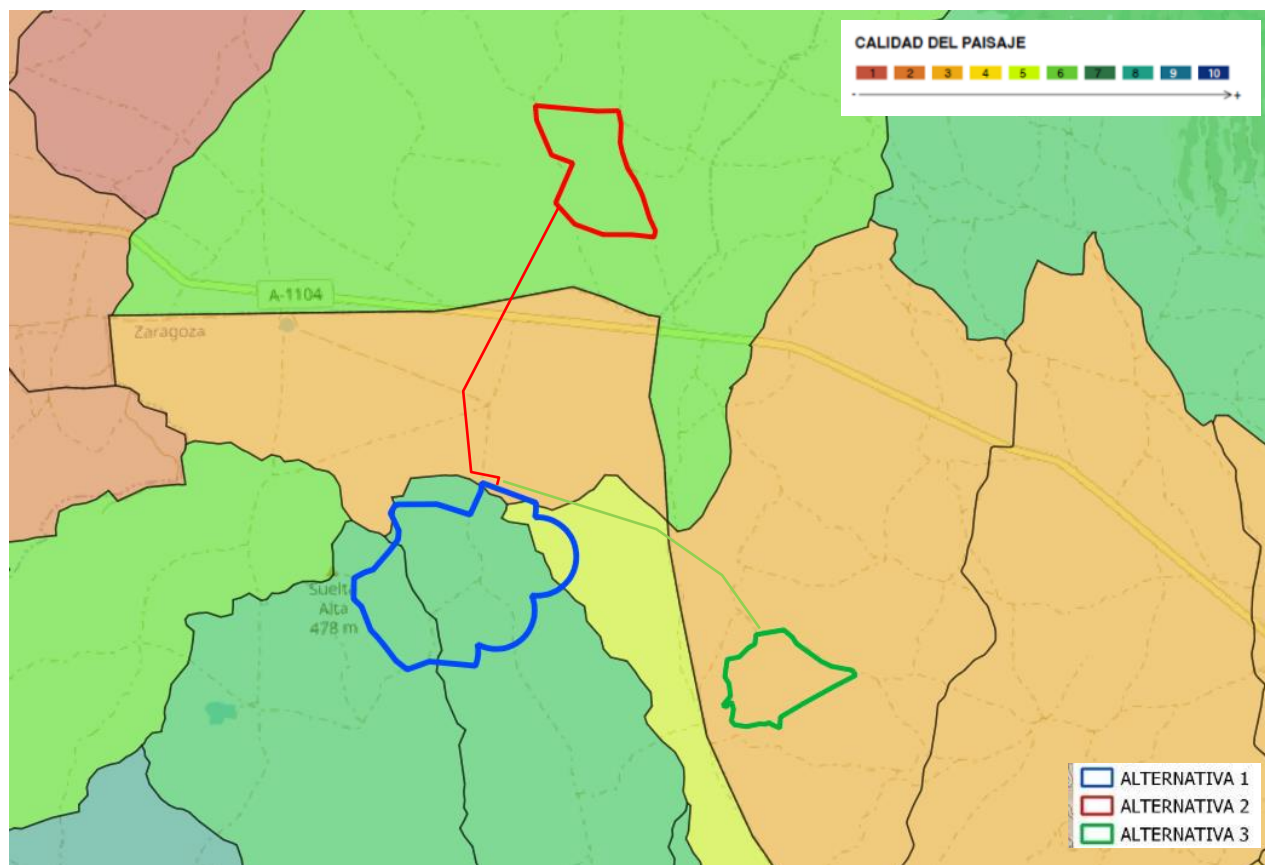 CALIDAD DEL PAISAJE
1 2 3 4 5 6 7 8 9 10
- +
A-1104
Zaragoza
Suelta
Alta
478 m
ALTERNATIVA 1
ALTERNATIVA 2
ALTERNATIVA 3